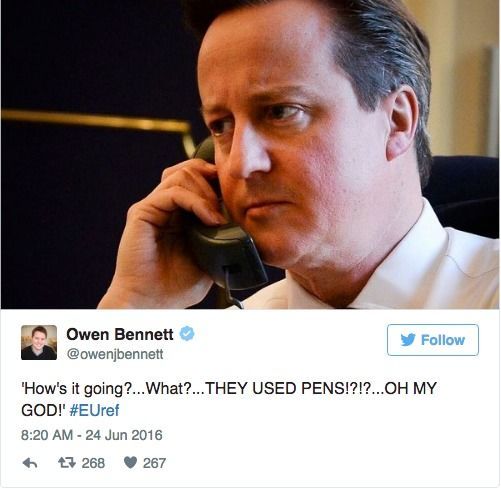 Owen Bennett
Follow
@owenjbennett
'How's it going?...What?...THEY USED PENS!?!?...OH MY
GOD!' #EUref
8:20 AM - 24 Jun 2016
268 267